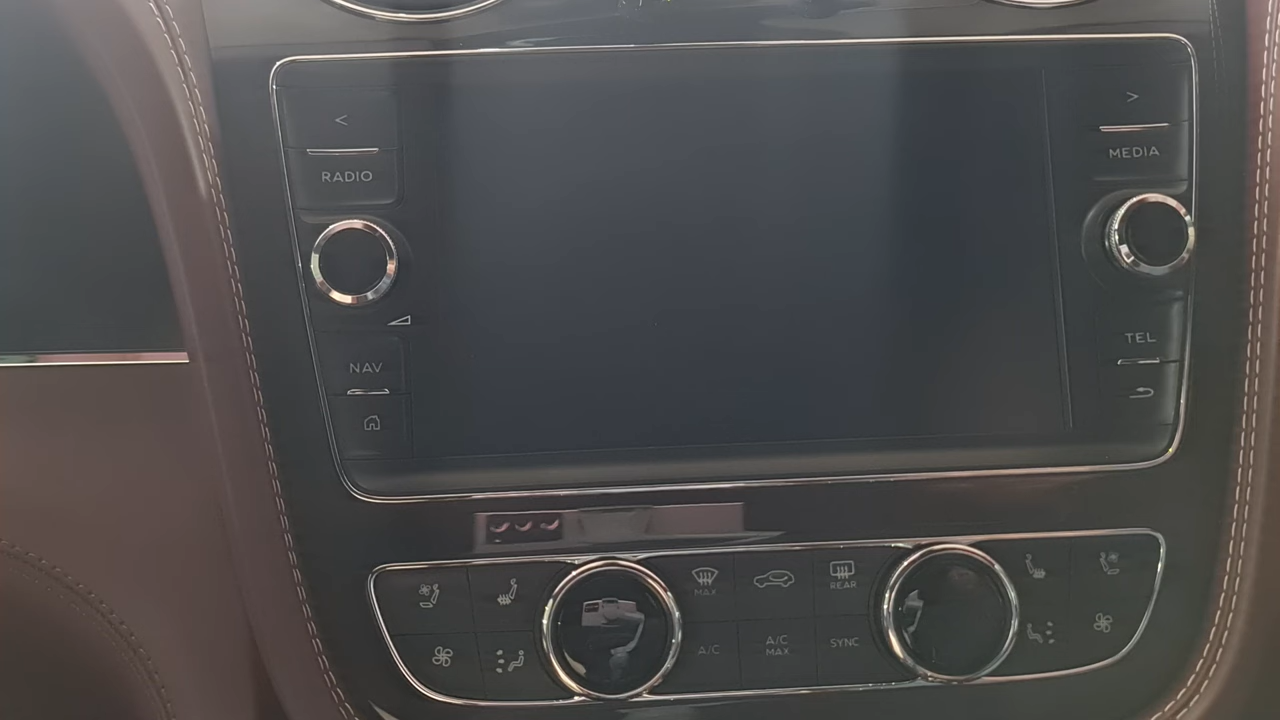 <
RADIO
NAV
>
MEDIA
TEL
MAX
REAR
A/C
A/C
MAX
SYNC